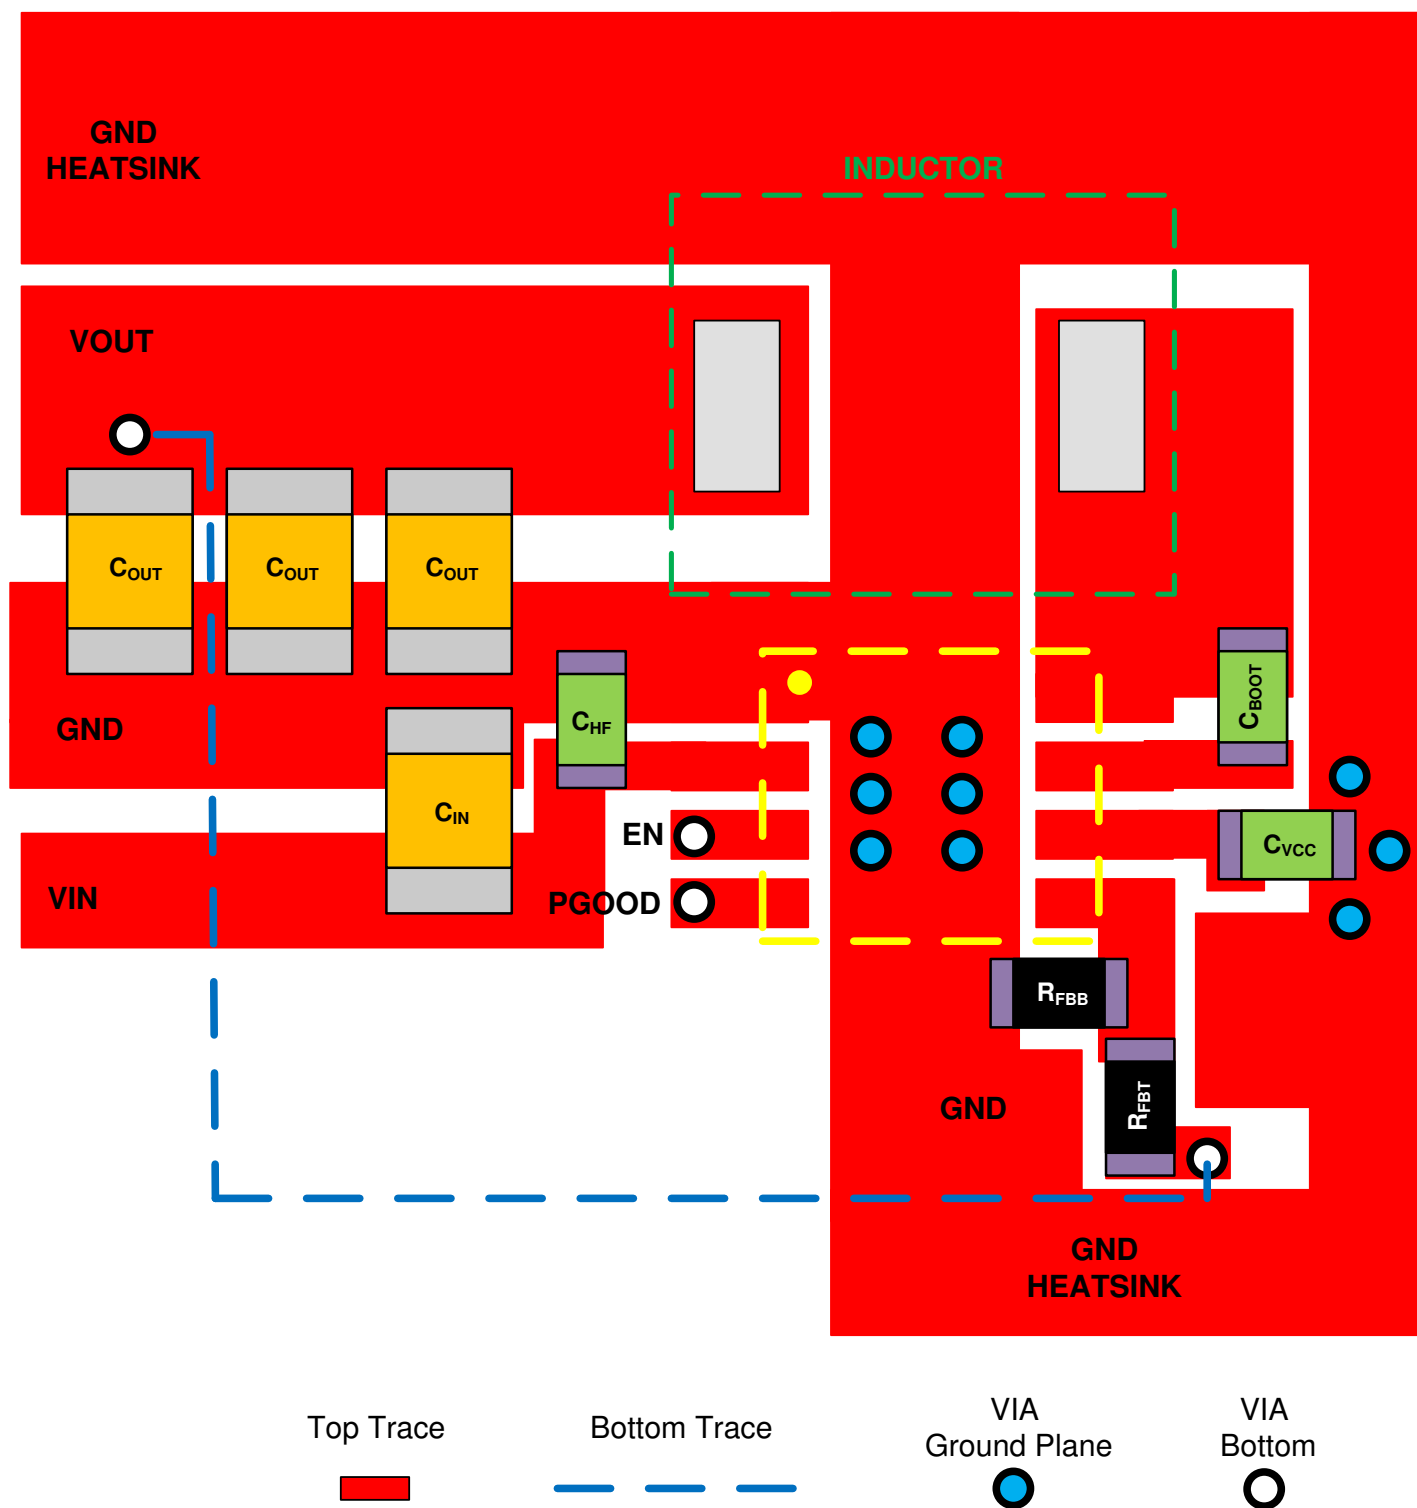 GND
HEATSINK
INDUCTOR
VOUT
COUT
COUT
COUT
CBOOT
CHF
GND
CIN
EN
CVCC
VIN
PGOOD
RFBB
GND
RFBT
GND
HEATSINK
Top Trace
Bottom Trace
VIA
Ground Plane
VIA
Bottom